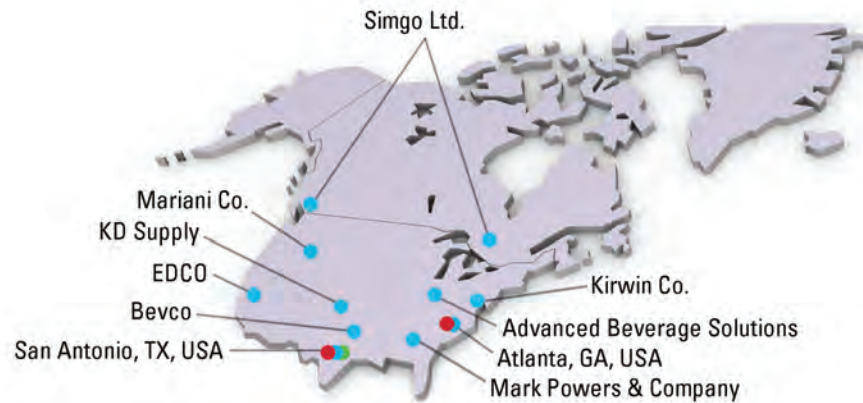 Simgo Ltd.
Mariani Co.
KD Supply
EDCO
Bevco
San Antonio, TX, USA
Kirwin Co.
Advanced Beverage Solutions
Atlanta, GA, USA
Mark Powers & Company